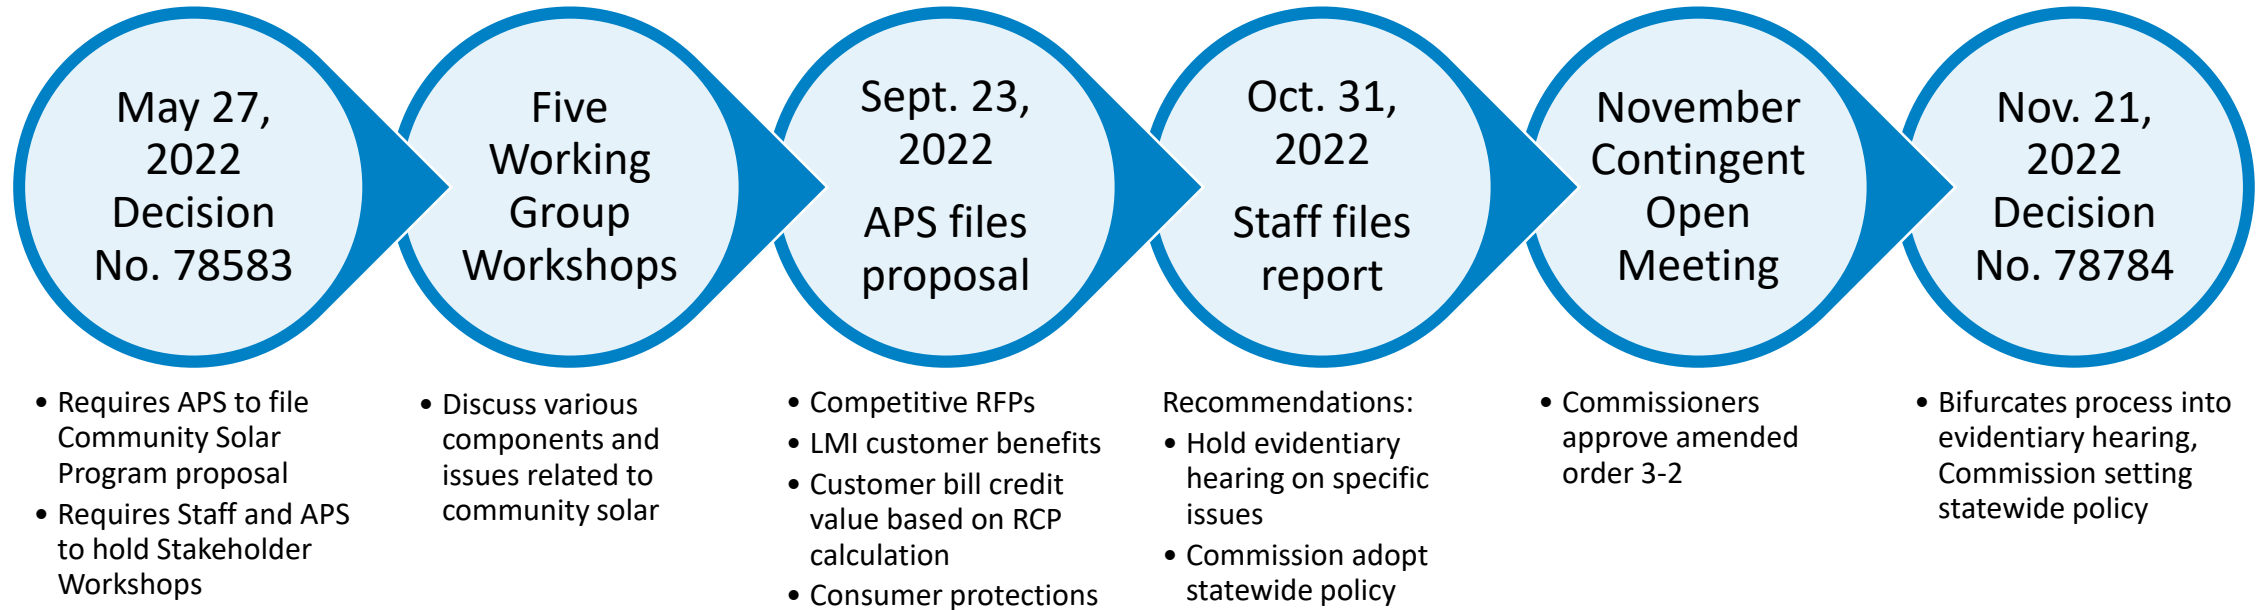 May 27,
2022
Decision
No. 78583
Five
Working
Group
Workshops
Sept. 23,
2022
APS files
proposal
Oct. 31,
2022
Staff files
report
November
Contingent
Open
Meeting
Nov. 21,
2022
Decision
No. 78784
• Requires APS to file
Community Solar
Program proposal
• Requires Staff and APS
to hold Stakeholder
Workshops
• Discuss various
components and
issues related to
community solar
• Competitive RFPs
• LMI customer benefits
• Customer bill credit
value based on RCP
calculation
• Consumer protections
Recommendations:
• Hold evidentiary
hearing on specific
issues
• Commission adopt
statewide policy
• Commissioners
approve amended
order 3-2
• Bifurcates process into
evidentiary hearing,
Commission setting
statewide policy